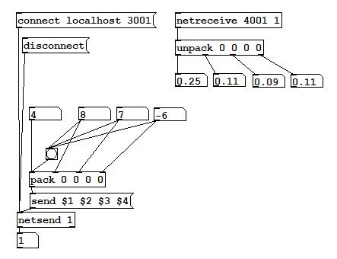 connect localhost 3001
netreceive 4001 1
disconnect
unpack 0 0 0 0
0.25 0.11 0.09 0.11
4 8 7 -6
pack 0 0 0 0
send $1 $2 $3 $4
netsend 1
1